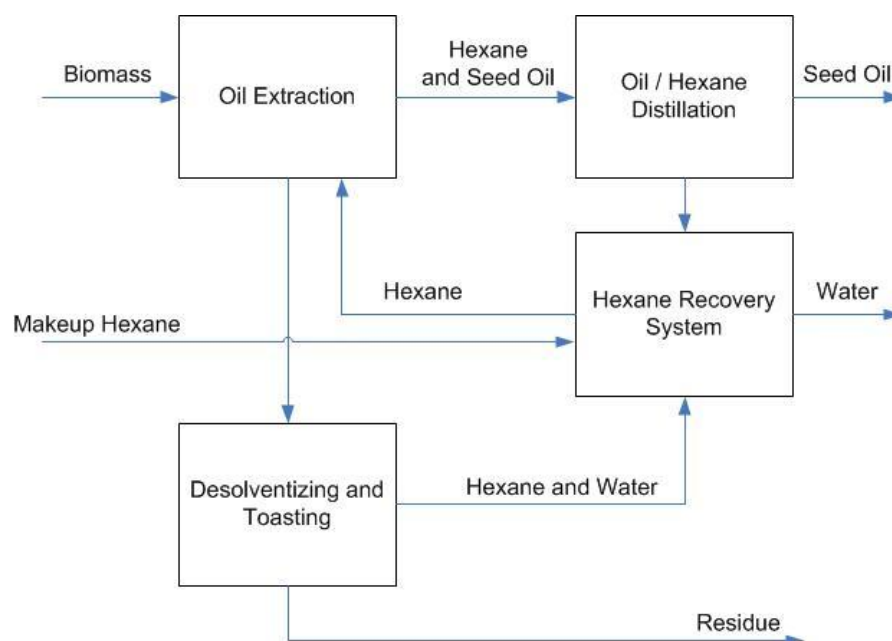 Biomass
Oil Extraction
Hexane
and Seed Oil
Oil / Hexane
Distillation
Seed Oil
Hexane
Hexane Recovery
System
Water
Makeup Hexane
Desolventizing and
Toasting
Hexane and Water
Residue